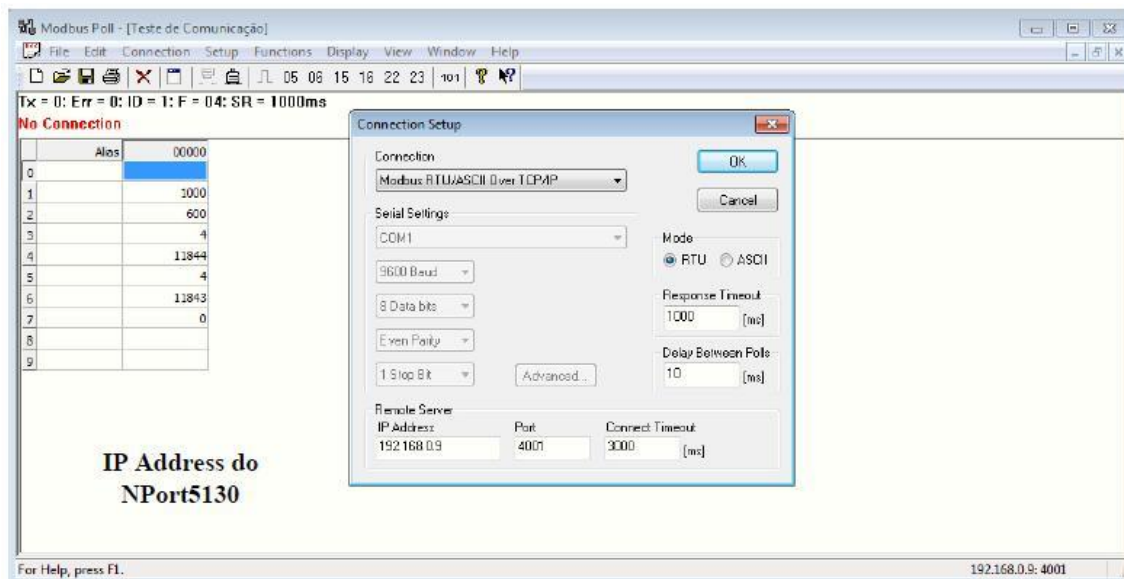 Modbus Poll - [Teste de Comunicação]
File Edit Connection Setup Functions Display View Window Help
05 06 15 16 22 23 101
Tx = 0: Err = 0: ID = 1: F = 04: SR = 1000ms
No Connection
Alias 00000
0
1 1000
2 600
3 4
4 11844
5 4
6 11843
7 0
8
9
Connection Setup
Connection
Modbus RTU/ASCII Over TCP/IP
OK
Cancel
Serial Settings
COM1
9600 Baud
8 Data bits
Even Parity
1 Stop Bit
Advanced...
Mode
RTU ASCII
Response Timeout
1000 [ms]
Delay Between Polls
10 [ms]
Remote Server
IP Address Port Connect Timeout
192.168.0.9 4001 3000 [ms]
IP Address do
NPort5130
For Help, press F1. 192.168.0.9: 4001